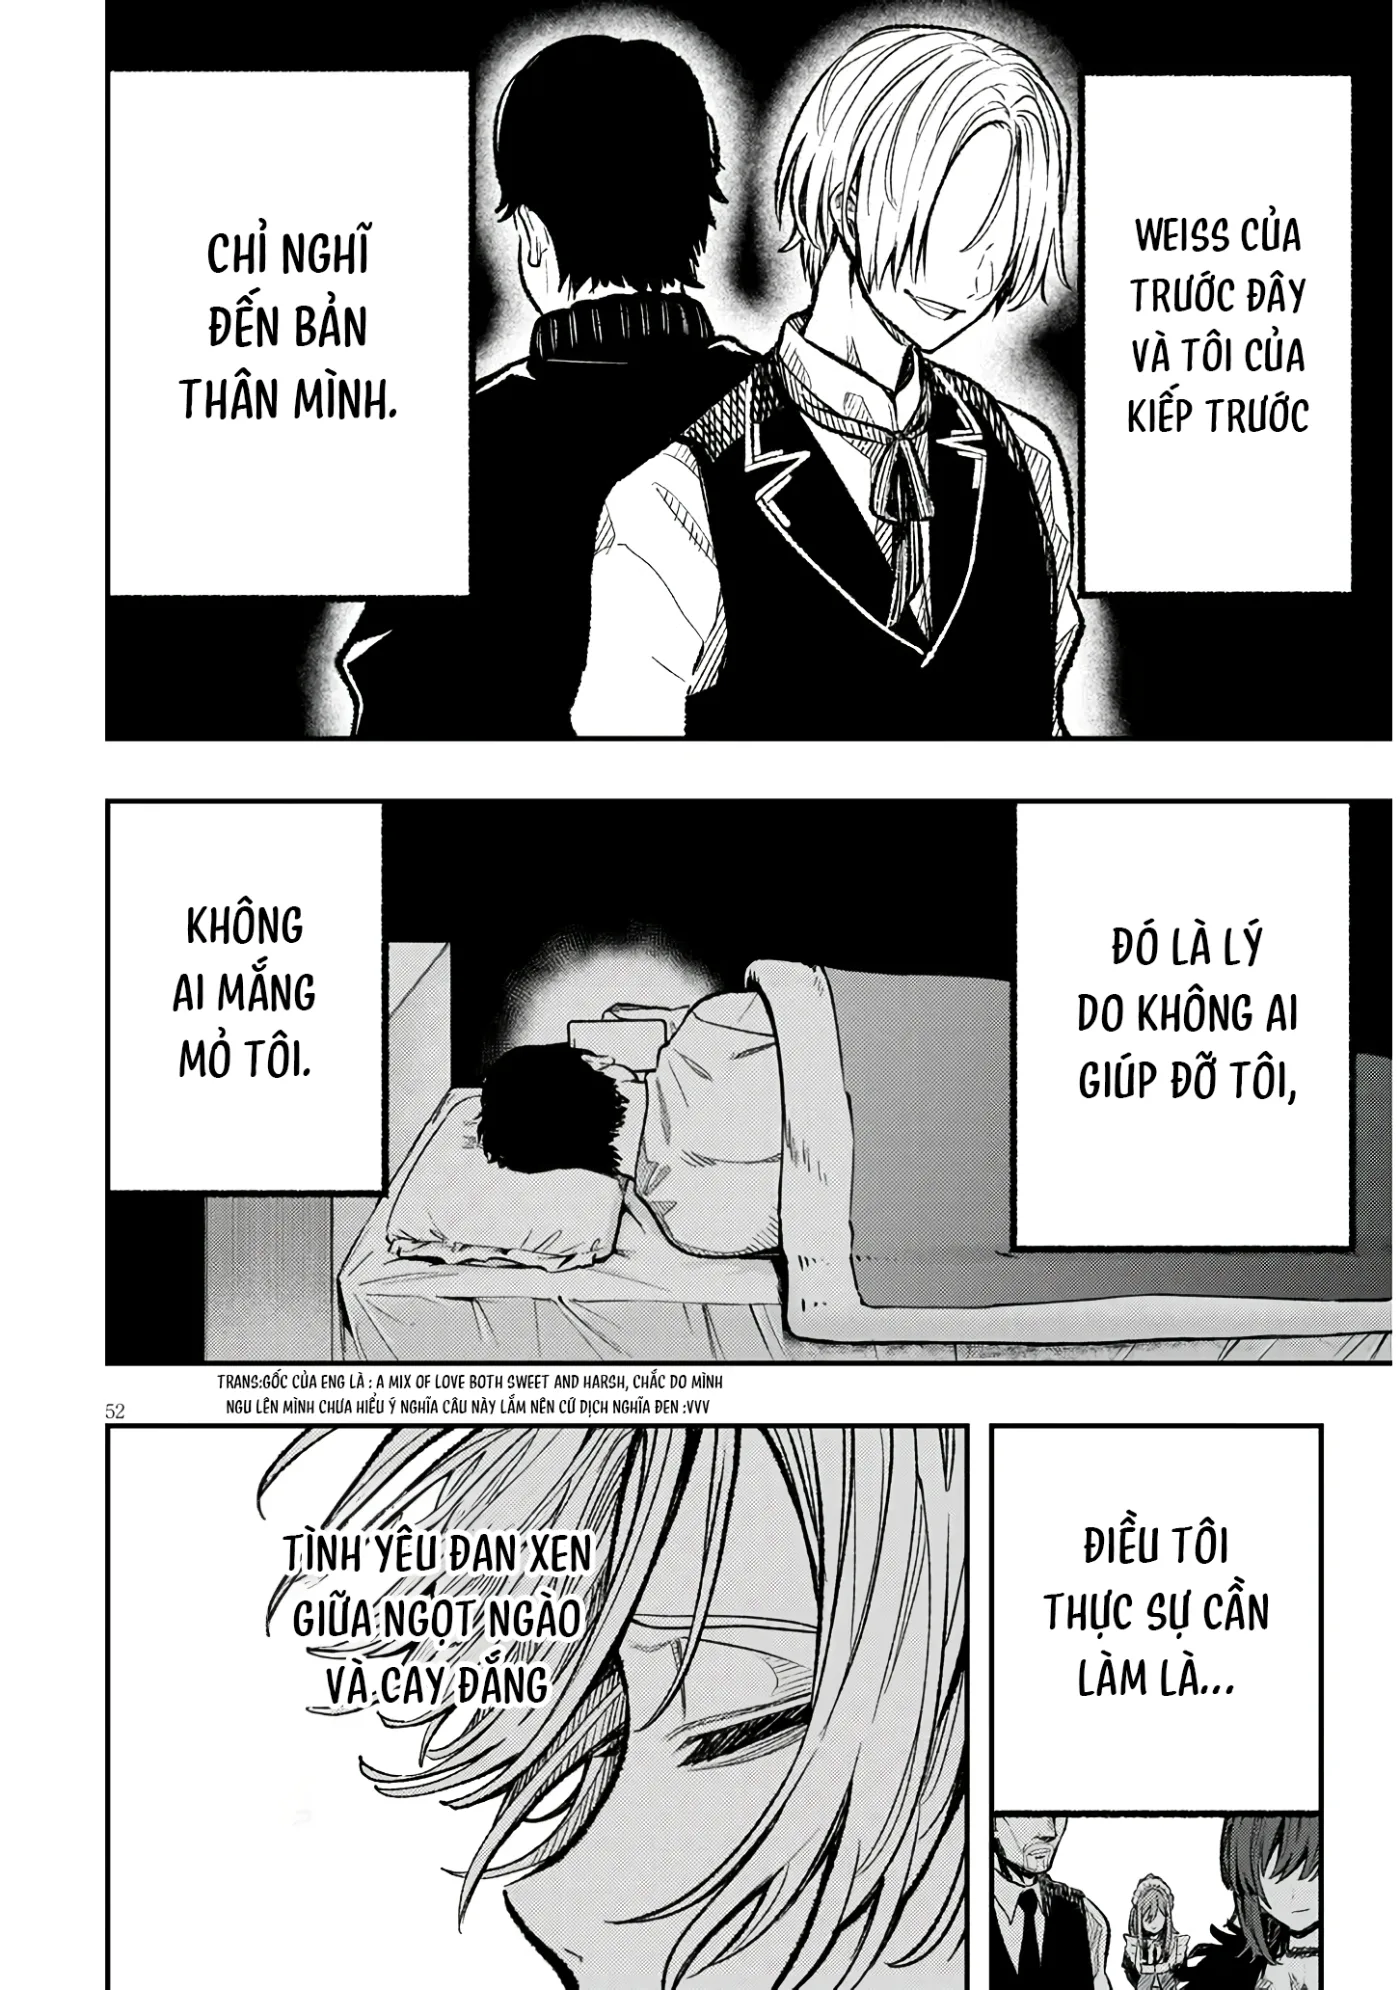 WEISS CỦA
TRƯỚC ĐÂY
VÀ TÔI CỦA
KIẾP TRƯỚC
CHỈ NGHĨ
ĐẾN BẢN
THÂN MÌNH.
ĐÓ LÀ LÝ
DO KHÔNG AI
GIÚP ĐỠ TÔI,
KHÔNG
AI MẮNG
MỎ TÔI.
TRANS:GỐC CỦA ENG LÀ : A MIX OF LOVE BOTH SWEET AND HARSH, CHẮC DO MÌNH
NGU LÊN MÌNH CHƯA HIỂU Ý NGHĨA CÂU NÀY LẮM NÊN CỨ DỊCH NGHĨA ĐEN :VVV
52
ĐIỀU TÔI
THỰC SỰ CẦN
LÀM LÀ...
TÌNH YÊU ĐAN XEN
GIỮA NGỌT NGÀO
VÀ CAY ĐẮNG